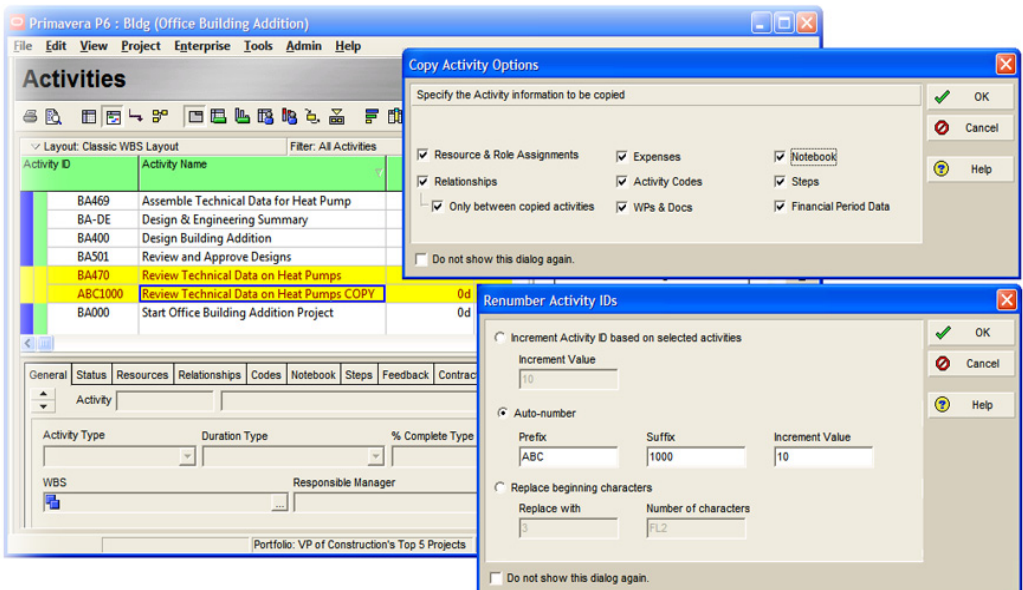 Primavera P6 : Bldg (Office Building Addition)
File Edit View Project Enterprise Tools Admin Help
Activities
Layout: Classic WBS Layout Filter: All Activities
Activity ID Activity Name
BA469 Assemble Technical Data for Heat Pump
BA-DE Design & Engineering Summary
BA400 Design Building Addition
BA501 Review and Approve Designs
BA470 Review Technical Data on Heat Pumps
ABC1000 Review Technical Data on Heat Pumps COPY 0d
BA000 Start Office Building Addition Project 0d
General Status Resources Relationships Codes Notebook Steps Feedback Contrac
Activity
Activity Type Duration Type % Complete Type
WBS Responsible Manager
...
Portfolio: VP of Construction's Top 5 Projects
Copy Activity Options
Specify the Activity information to be copied
OK
Cancel
Help
Resource & Role Assignments Expenses Notebook
Relationships Activity Codes Steps
Only between copied activities WPs & Docs Financial Period Data
Do not show this dialog again.
Renumber Activity IDs
Increment Activity ID based on selected activities
OK
Increment Value
Cancel
10
Help
Auto-number
Prefix Suffix Increment Value
ABC 1000 10
Replace beginning characters
Replace with Number of characters
3 FL2
Do not show this dialog again.